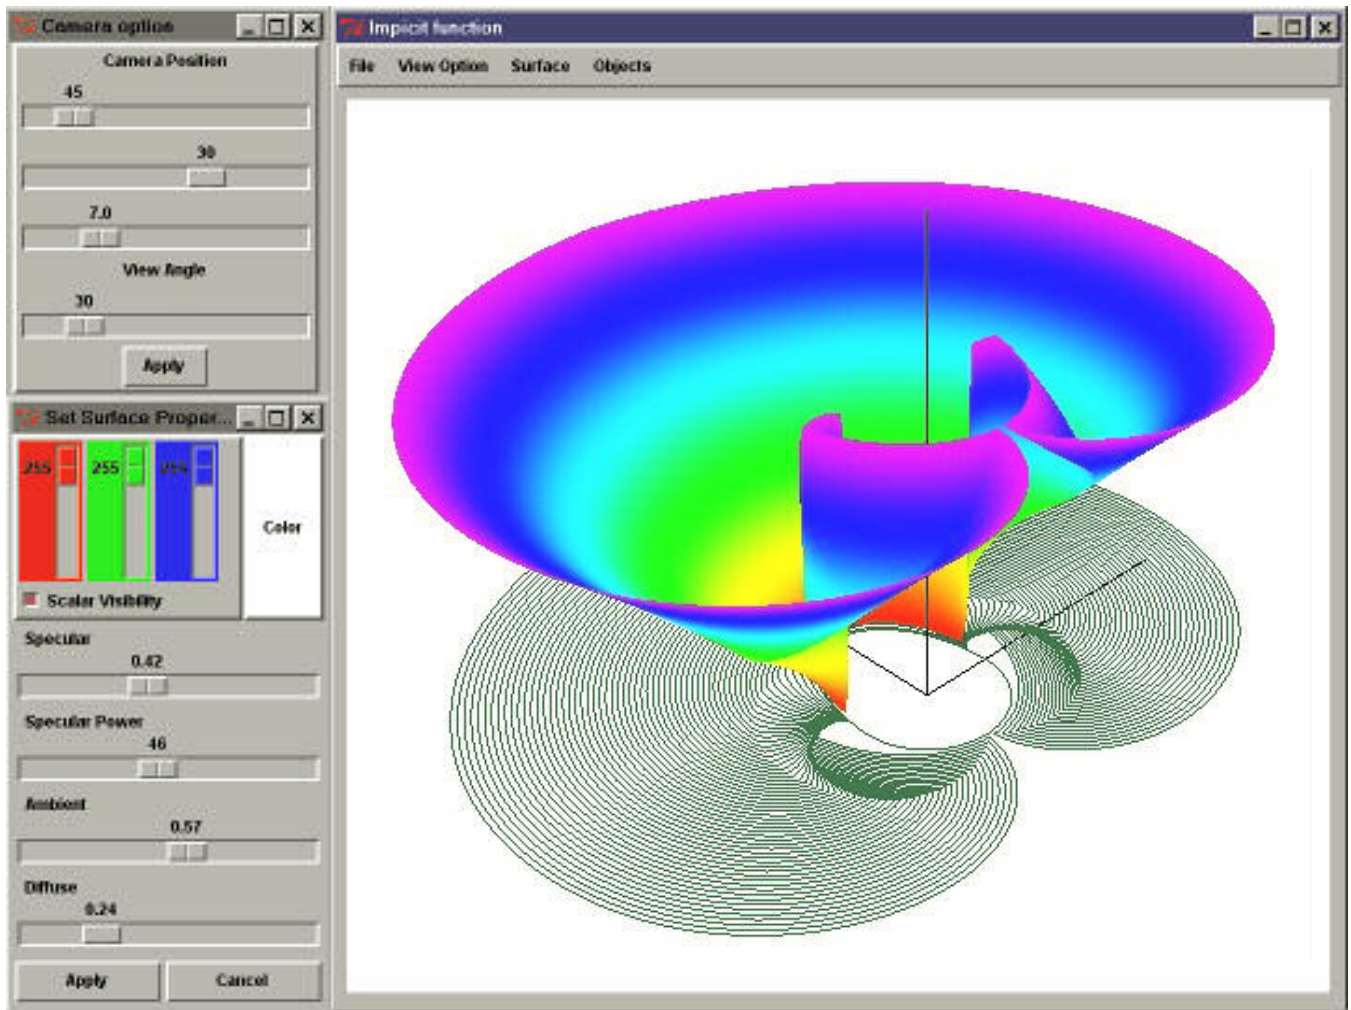 Camera option
Camera Position
45
30
7.0
View Angle
30
Apply
Set Surface Proper...
255 255 255
Color
Scalar Visibility
Specular
0.42
Specular Power
46
Ambient
0.57
Diffuse
0.24
Apply Cancel
Impicit function
File View Option Surface Objects